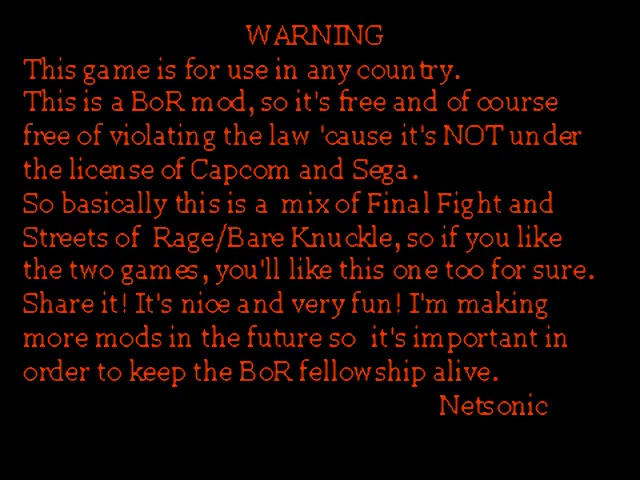 WARNING
This game is for use in any country.
This is a BoR mod, so it's free and of course
free of violating the law 'cause it's NOT under
the license of Capcom and Sega.
So basically this is a mix of Final Fight and
Streets of Rage/Bare Knuckle, so if you like
the two games, you'll like this one too for sure.
Share it! It's nice and very fun! I'm making
more mods in the future so it's important in
order to keep the BoR fellowship alive.
Netsonic